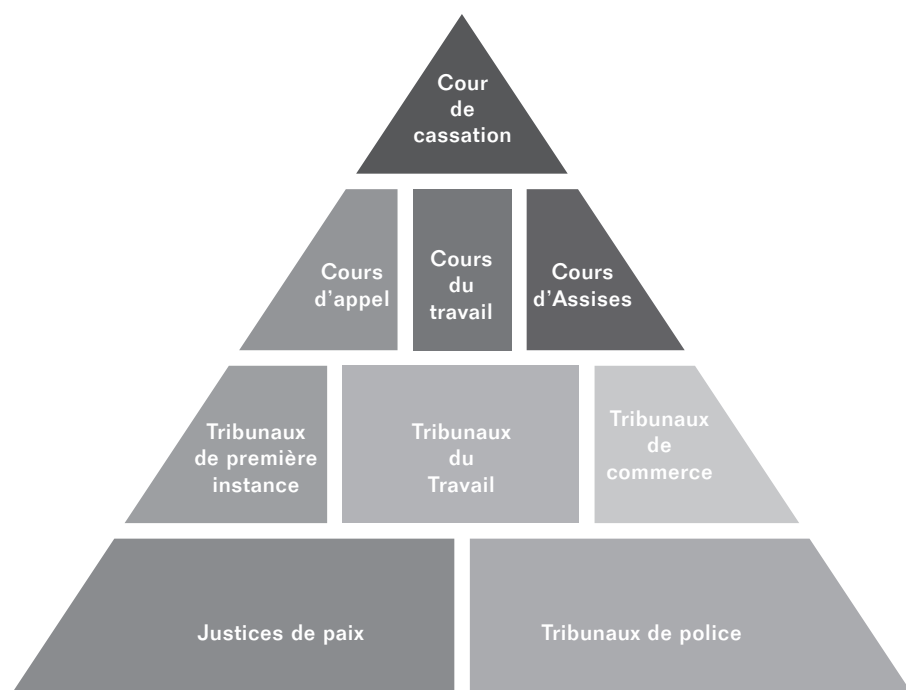 Cour
de
cassation
Cours
d'appel
Cours
du
travail
Cours
d'Assises
Tribunaux
de première
instance
Tribunaux
du
Travail
Tribunaux
de
commerce
Justices de paix
Tribunaux de police